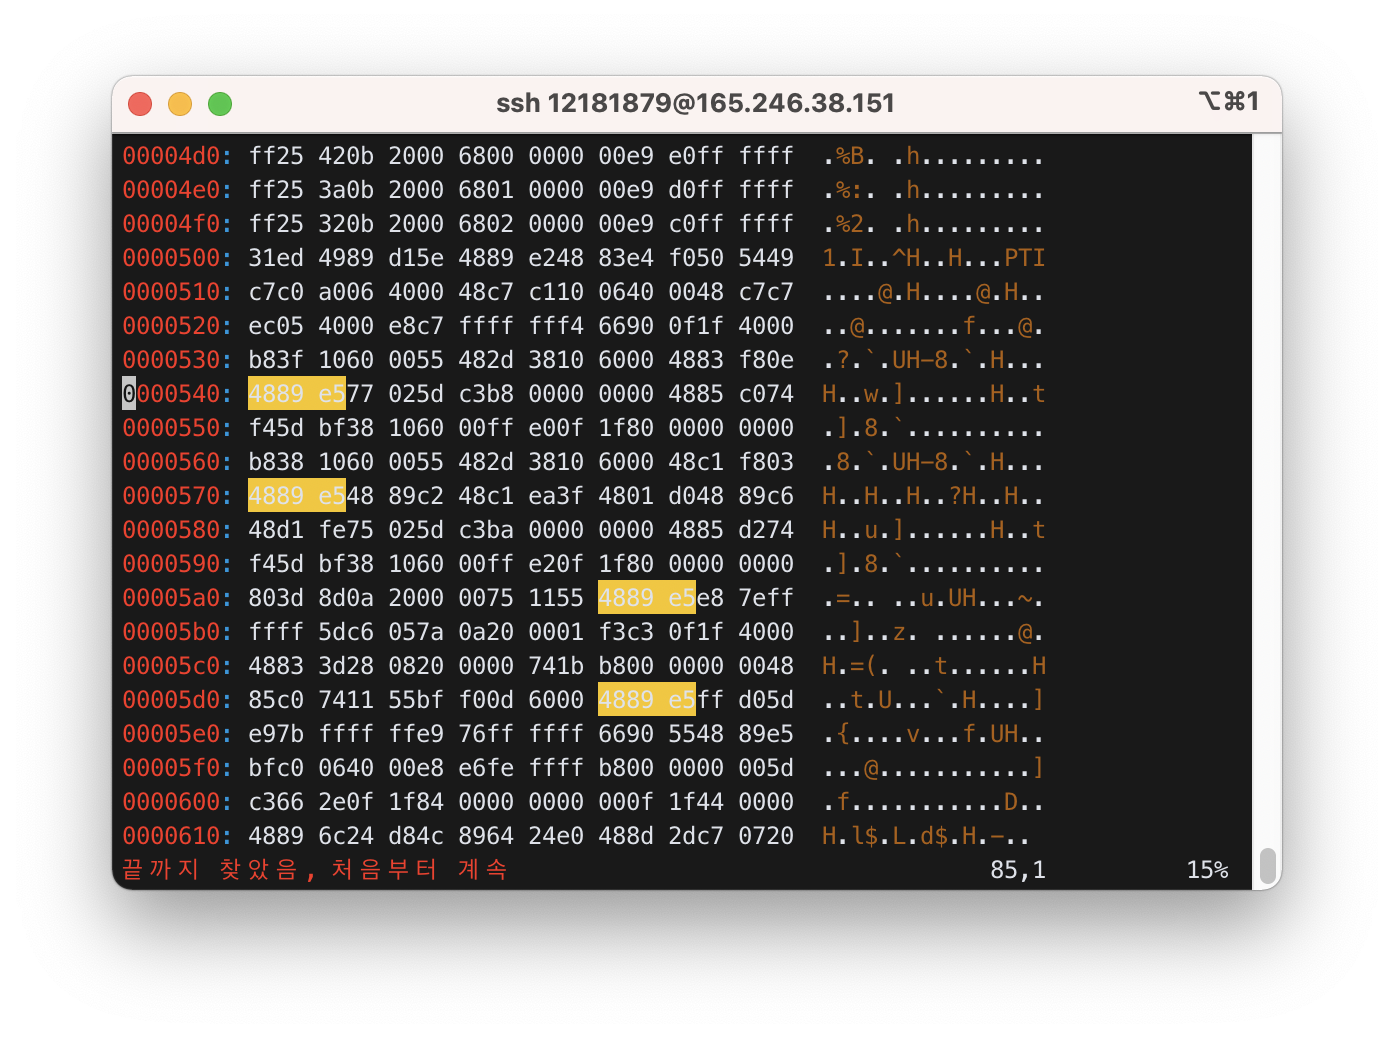 ssh 12181879@165.246.38.151
⌥⌘1
00004d0: ff25 420b 2000 6800 0000 00e9 e0ff ffff  .%B. .h.........
00004e0: ff25 3a0b 2000 6801 0000 00e9 d0ff ffff  .%:. .h.........
00004f0: ff25 320b 2000 6802 0000 00e9 c0ff ffff  .%2. .h.........
0000500: 31ed 4989 d15e 4889 e248 83e4 f050 5449  1.I..^H..H...PTI
0000510: c7c0 a006 4000 48c7 c110 0640 0048 c7c7  ....@.H....@.H..
0000520: ec05 4000 e8c7 ffff fff4 6690 0f1f 4000  ..@.......f...@.
0000530: b83f 1060 0055 482d 3810 6000 4883 f80e  .?.`.UH-8.`.H...
0000540: 4889 e577 025d c3b8 0000 0000 4885 c074  H..w.]......H..t
0000550: f45d bf38 1060 00ff e00f 1f80 0000 0000  .].8.`..........
0000560: b838 1060 0055 482d 3810 6000 48c1 f803  .8.`.UH-8.`.H...
0000570: 4889 e548 89c2 48c1 ea3f 4801 d048 89c6  H..H..H..?H..H..
0000580: 48d1 fe75 025d c3ba 0000 0000 4885 d274  H..u.]......H..t
0000590: f45d bf38 1060 00ff e20f 1f80 0000 0000  .].8.`..........
00005a0: 803d 8d0a 2000 0075 1155 4889 e5e8 7eff  .=.. ..u.UH...~.
00005b0: ffff 5dc6 057a 0a20 0001 f3c3 0f1f 4000  ..]..z. ......@.
00005c0: 4883 3d28 0820 0000 741b b800 0000 0048  H.=(. ..t......H
00005d0: 85c0 7411 55bf f00d 6000 4889 e5ff d05d  ..t.U...`.H....]
00005e0: e97b ffff ffe9 76ff ffff 6690 5548 89e5  .{....v...f.UH..
00005f0: bfc0 0640 00e8 e6fe ffff b800 0000 005d  ...@...........]
0000600: c366 2e0f 1f84 0000 0000 000f 1f44 0000  .f...........D..
0000610: 4889 6c24 d84c 8964 24e0 488d 2dc7 0720  H.l$.L.d$.H.-..
끝까지 찾았음, 처음부터 계속 85,1 15%